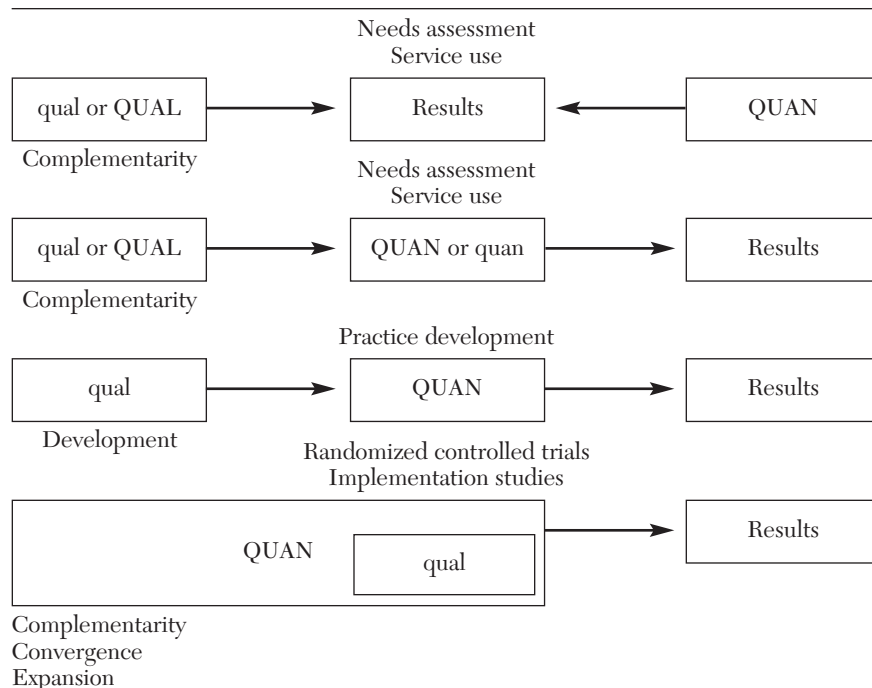 Needs assessment
Service use
qual or QUAL
Results
QUAN
Complementarity
Needs assessment
Service use
qual or QUAL
QUAN or quan
Results
Complementarity
Practice development
qual
QUAN
Results
Development
Randomized controlled trials
Implementation studies
QUAN
qual
Results
Complementarity
Convergence
Expansion